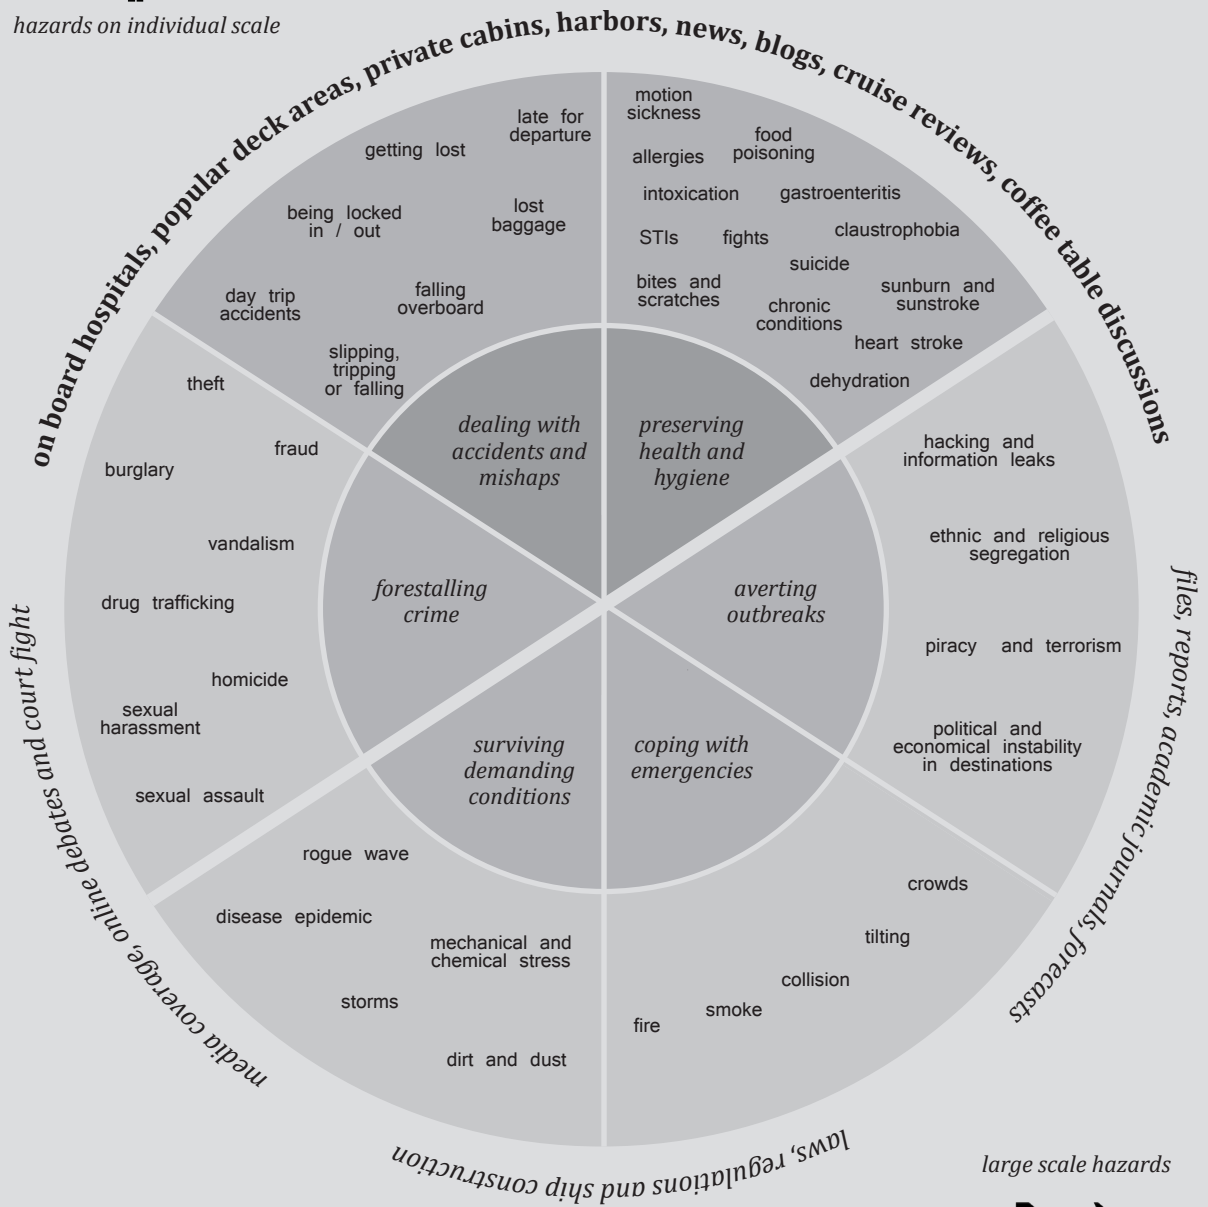 hazards on individual scale
on board hospitals, popular deck areas, private cabins, harbors, news, blogs, cruise reviews, coffee table discussions
late for
departure
getting lost
being locked
in / out
lost
baggage
day trip
accidents
falling
overboard
slipping,
tripping
or falling
motion
sickness
food
poisoning
allergies
intoxication
gastroenteritis
STIs
fights
claustrophobia
suicide
bites and
scratches
sunburn and
sunstroke
chronic
conditions
heart stroke
dehydration
dealing with
accidents and
mishaps
preserving
health and
hygiene
theft
fraud
burglary
vandalism
drug trafficking
homicide
sexual
harassment
sexual assault
forestalling
crime
averting
outbreaks
hacking and
information leaks
ethnic and religious
segregation
piracy and terrorism
political and
economical instability
in destinations
surviving
demanding
conditions
coping with
emergencies
rogue wave
disease epidemic
mechanical and
chemical stress
storms
dirt and dust
crowds
tilting
collision
smoke
fire
media coverage, online debates and court fight
files, reports, academic journals, forecasts
laws, regulations and ship construction
large scale hazards